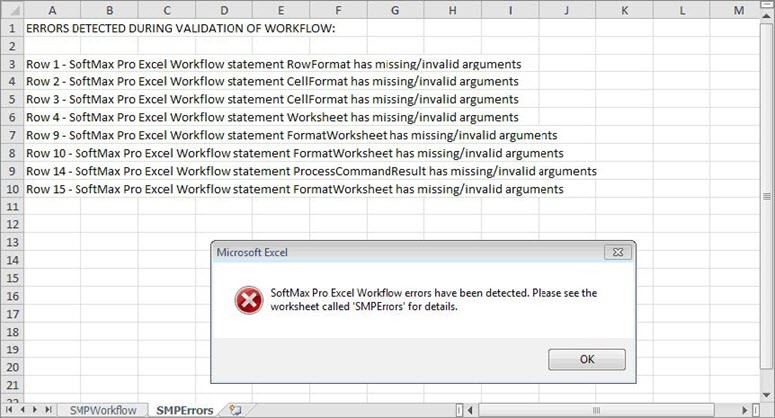 A B C D E F G H I J K L M
1 ERRORS DETECTED DURING VALIDATION OF WORKFLOW:
2
3 Row 1 - SoftMax Pro Excel Workflow statement RowFormat has missing/invalid arguments
4 Row 2 - SoftMax Pro Excel Workflow statement CellFormat has missing/invalid arguments
5 Row 3 - SoftMax Pro Excel Workflow statement CellFormat has missing/invalid arguments
6 Row 4 - SoftMax Pro Excel Workflow statement Worksheet has missing/invalid arguments
7 Row 9 - SoftMax Pro Excel Workflow statement FormatWorksheet has missing/invalid arguments
8 Row 10 - SoftMax Pro Excel Workflow statement FormatWorksheet has missing/invalid arguments
9 Row 14 - SoftMax Pro Excel Workflow statement ProcessCommandResult has missing/invalid arguments
10 Row 15 - SoftMax Pro Excel Workflow statement FormatWorksheet has missing/invalid arguments
11
12
13
Microsoft Excel
14
15
SoftMax Pro Excel Workflow errors have been detected. Please see the
16
worksheet called 'SMPErrors' for details.
17
18
19
OK
20
21
22
SMPWorkflow SMPErrors